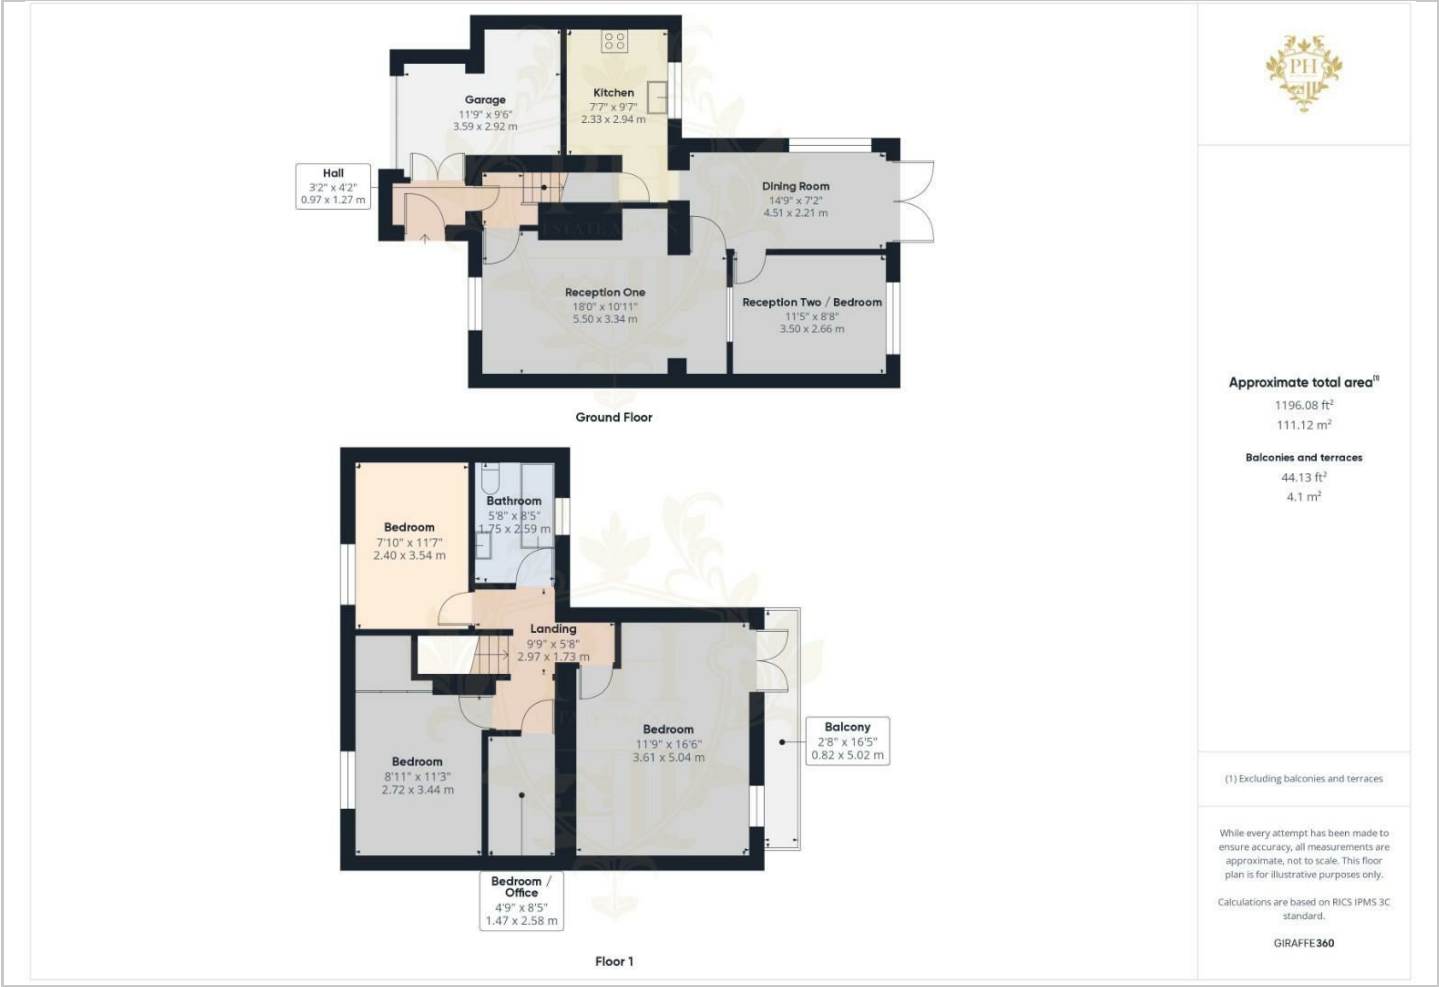 Garage
11'9" x 9'6"
3.59 x 2.92 m
Kitchen
7'7" x 9'7"
2.33 x 2.94 m
Hall
3'2" x 4'2"
0.97 x 1.27 m
Dining Room
14'9" x 7'2"
4.51 x 2.21 m
Reception One
18'0" x 10'11"
5.50 x 3.34 m
Reception Two / Bedroom
11'5" x 8'8"
3.50 x 2.66 m
Ground Floor
Bedroom
7'10" x 11'7"
2.40 x 3.54 m
Bathroom
5'8" x 8'5"
1.75 x 2.59 m
Landing
9'9" x 5'8"
2.97 x 1.73 m
Bedroom
8'11" x 11'3"
2.72 x 3.44 m
Bedroom
11'9" x 16'6"
3.61 x 5.04 m
Balcony
2'8" x 16'5"
0.82 x 5.02 m
Bedroom /
Office
4'9" x 8'5"
1.47 x 2.58 m
Floor 1
PH
Approximate total area(1)
1196.08 ft²
111.12 m²
Balconies and terraces
44.13 ft²
4.1 m²
(1) Excluding balconies and terraces
While every attempt has been made to
ensure accuracy, all measurements are
approximate, not to scale. This floor
plan is for illustrative purposes only.
Calculations are based on RICS IPMS 3C
standard.
GIRAFFE360